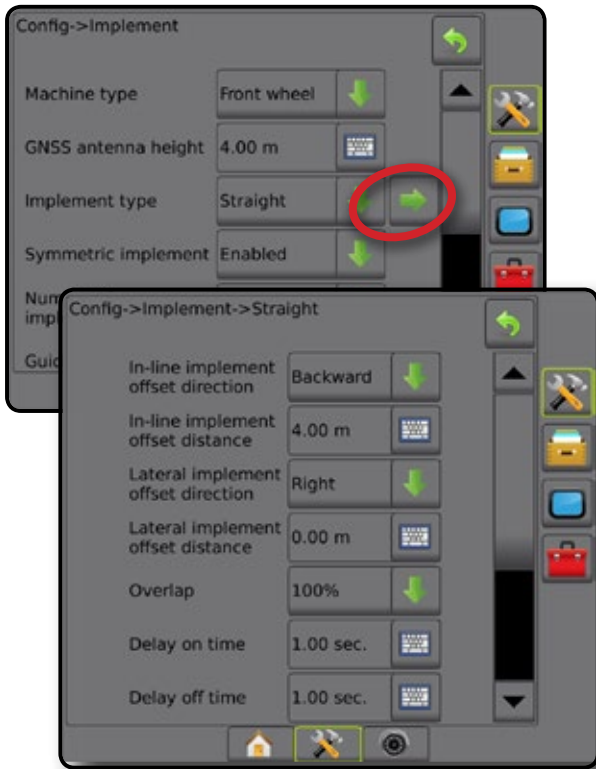 Config->Implement
Machine type Front wheel
GNSS antenna height 4.00 m
Implement type Straight
Symmetric implement Enabled
Config->Implement->Straight
In-line implement
offset direction
Backward
In-line implement
offset distance
4.00 m
Lateral implement
offset direction
Right
Lateral implement
offset distance
0.00 m
Overlap 100%
Delay on
time
1.00 sec.
Delay off time 1.00 sec.